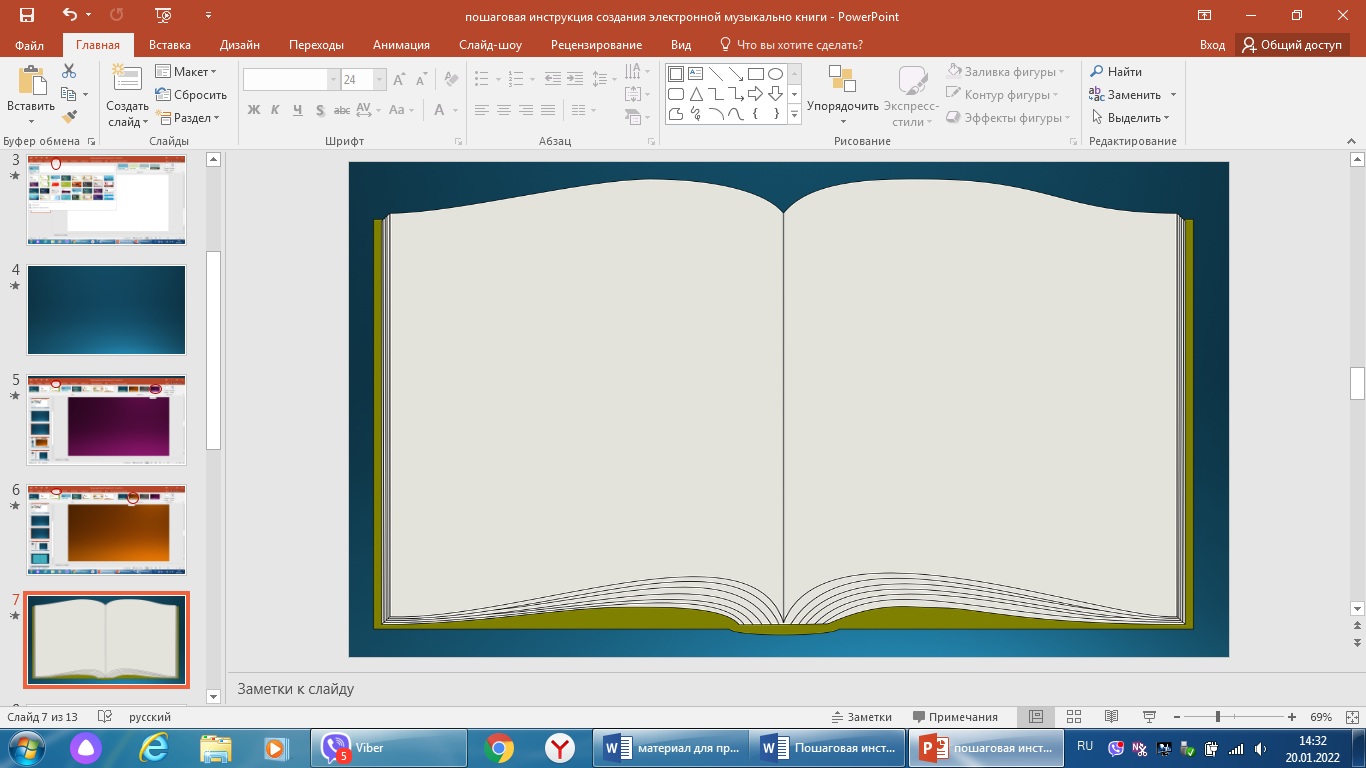 пошаговая инструкция создания электронной музыкально книги - PowerPoint
Файл Главная Вставка Дизайн Переходы Анимация Слайд-шоу Рецензирование Вид Что вы хотите сделать? Вход Общий доступ
Вставить
Буфер обмена
Создать слайд
Макет
Сбросить
Раздел
Слайды
24
Ж К Ч S abc AV Aa A
Шрифт
Абзац
Упорядочить
Экспресс-стили
Заливка фигуры
Контур фигуры
Эффекты фигуры
Рисование
Найти
Заменить
Выделить
Редактирование
3
4
5
6
7
Заметки к слайду
Слайд 7 из 13 русский Заметки Примечания 69%
Viber 5
материал для пр...
Пошаговая инст...
пошаговая инст...
RU
14:32
20.01.2022